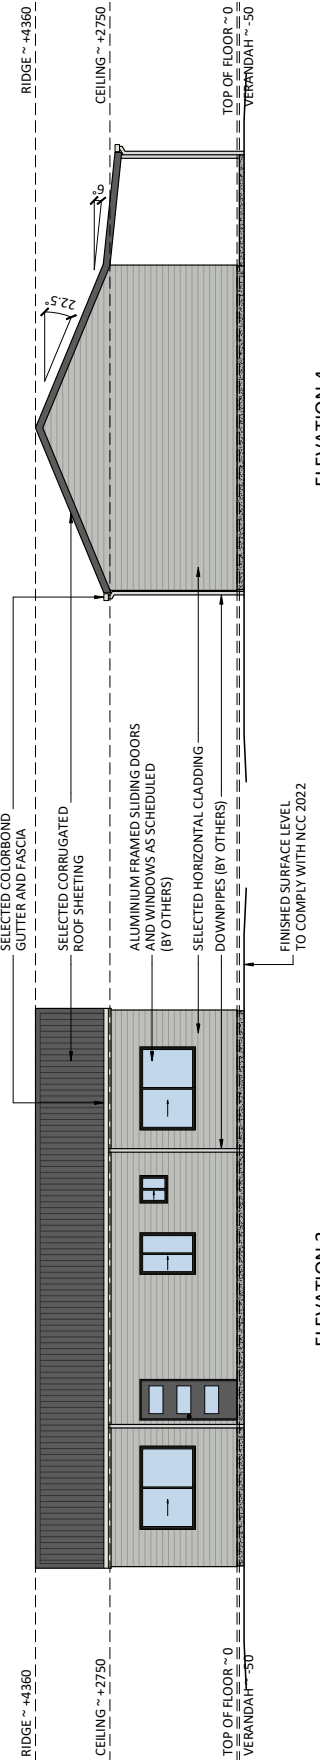 RIDGE ~ +4360
CEILING ~ +2750
TOP OF FLOOR ~ 0
VERANDAH ~ -50
SELECTED COLORBOND
GUTTER AND FASCIA
SELECTED CORRUGATED
ROOF SHEETING
ALUMINIUM FRAMED SLIDING DOORS
AND WINDOWS AS SCHEDULED
(BY OTHERS)
SELECTED HORIZONTAL CLADDING
DOWNPIPES (BY OTHERS)
FINISHED SURFACE LEVEL
TO COMPLY WITH NCC 2022
22.5°
6°
RIDGE ~ +4360
CEILING ~ +2750
TOP OF FLOOR ~ 0
VERANDAH ~ -50